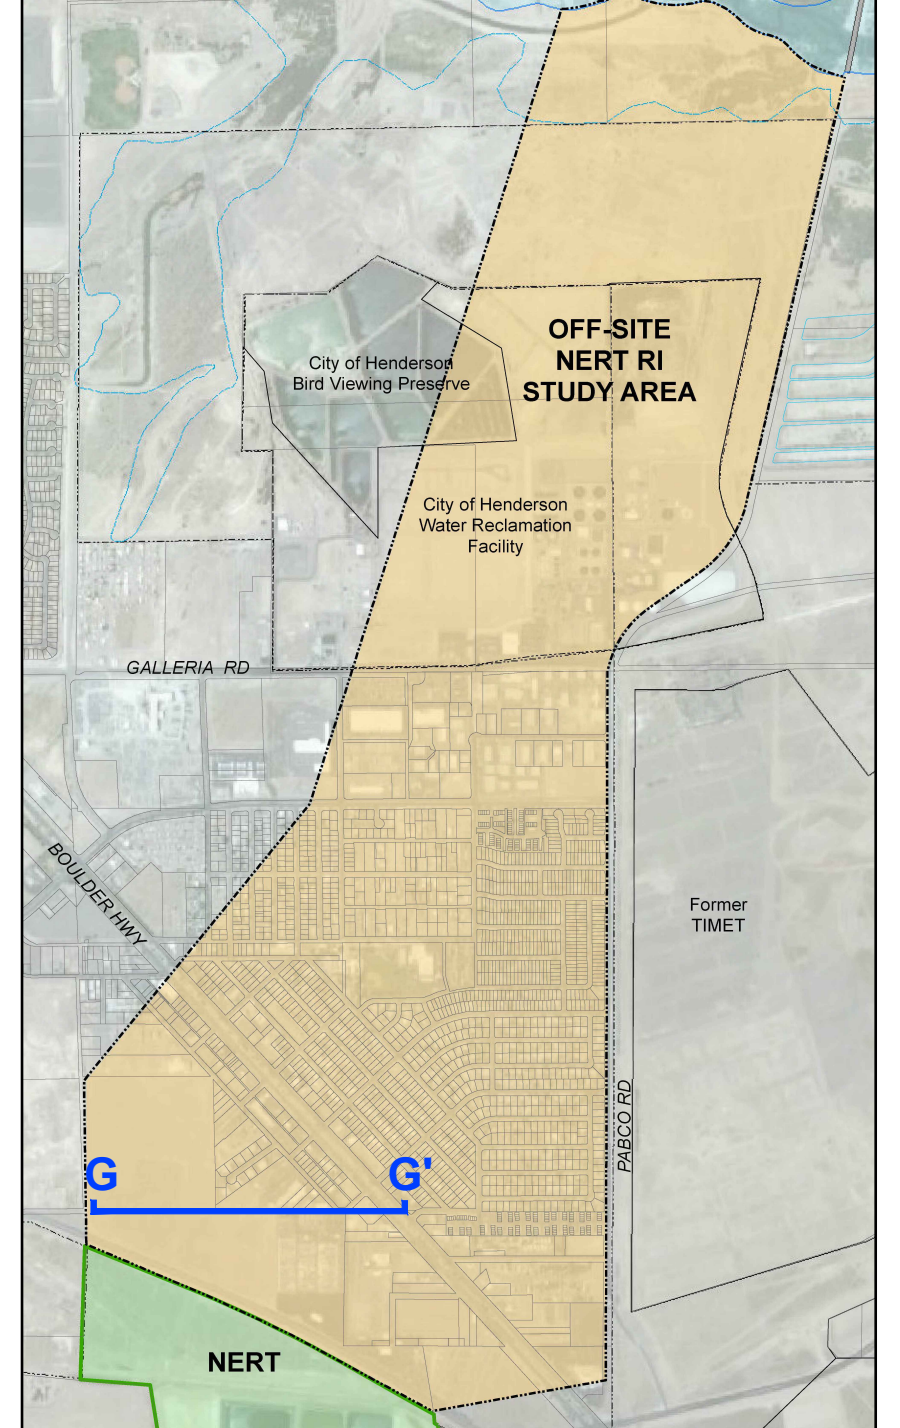 OFF-SITE
NERT RI
STUDY AREA
City of Henderson
Bird Viewing Preserve
City of Henderson
Water Reclamation
Facility
GALLERIA RD
BOULDER HWY
Former
TIMET
PABCO RD
G
G'
NERT